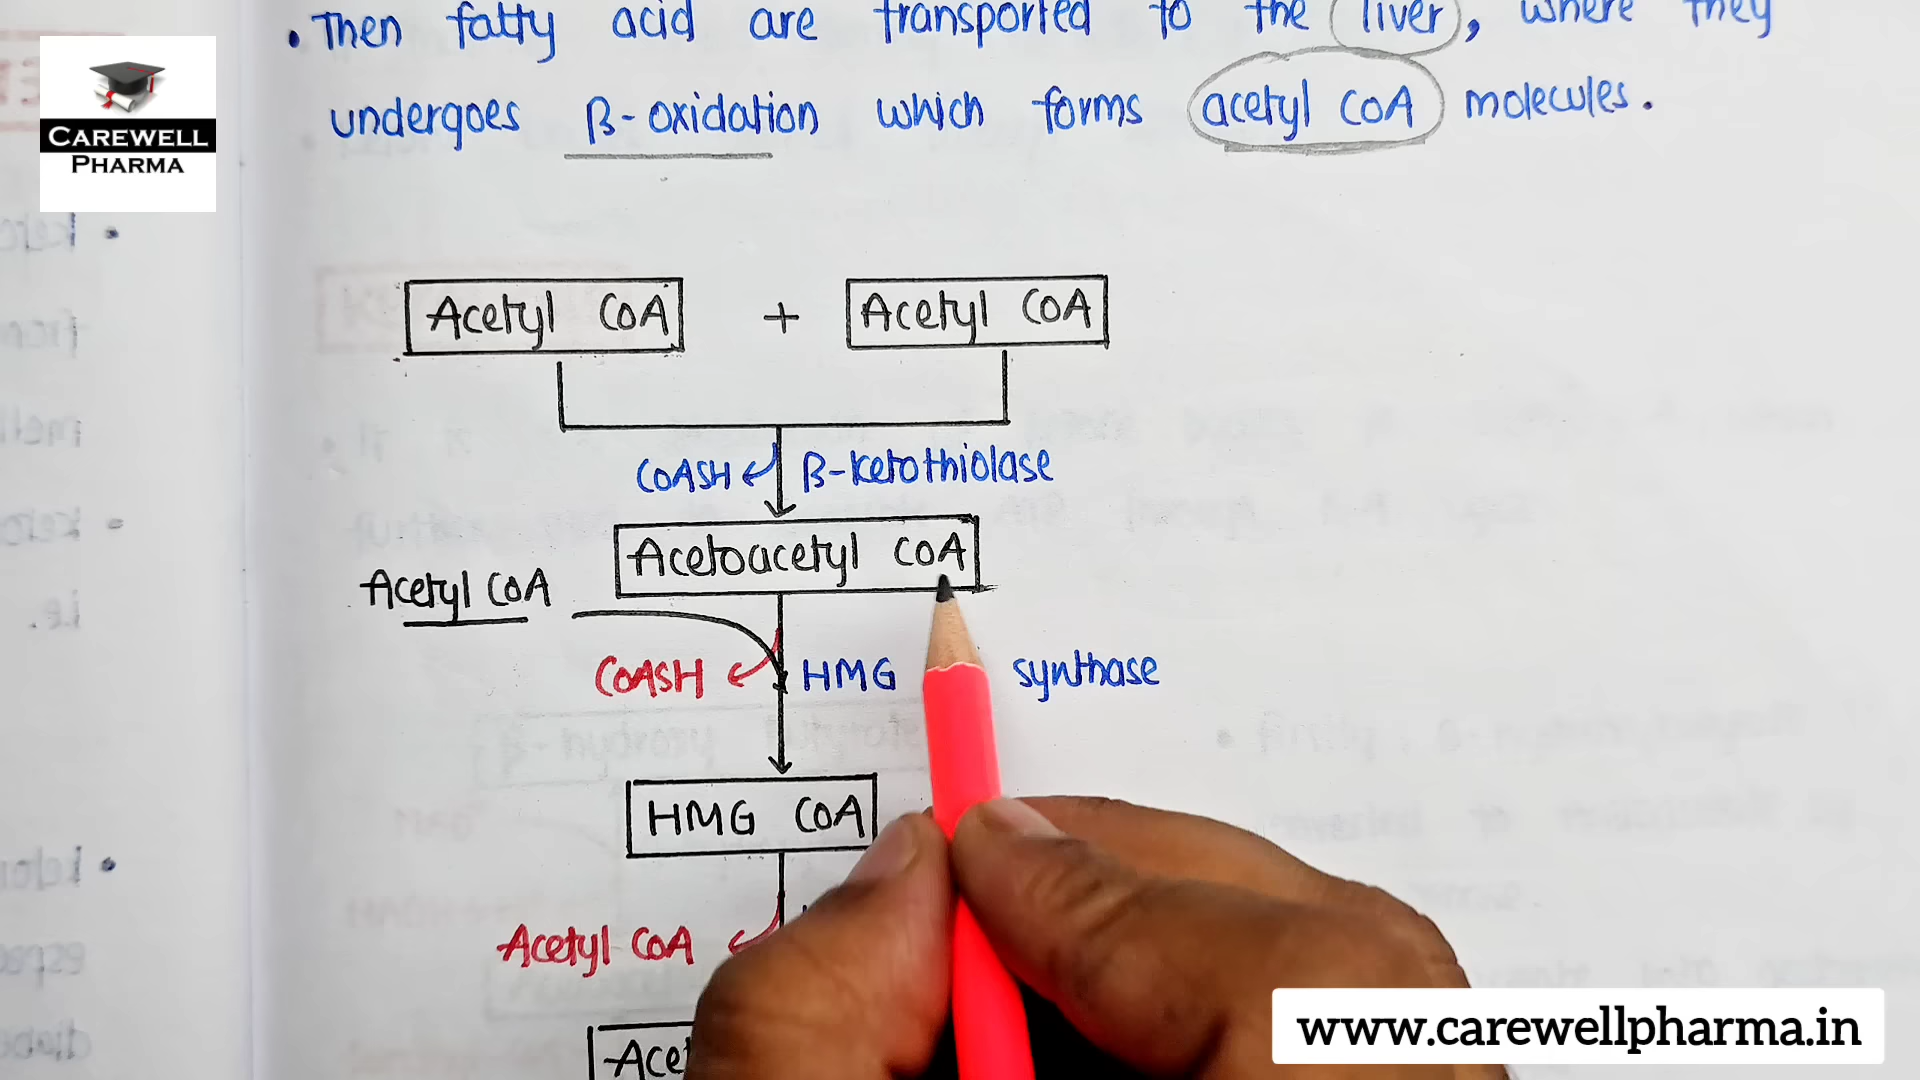 • Then fatty acid are transported to the liver, where they
undergoes β-oxidation which forms acetyl CoA molecules.
CAREWELL
PHARMA
Acetyl CoA + Acetyl CoA
CoASH β-ketothiolase
Acetoacetyl CoA
Acetyl CoA
CoASH HMG synthase
HMG CoA
Acetyl CoA
www.carewellpharma.in